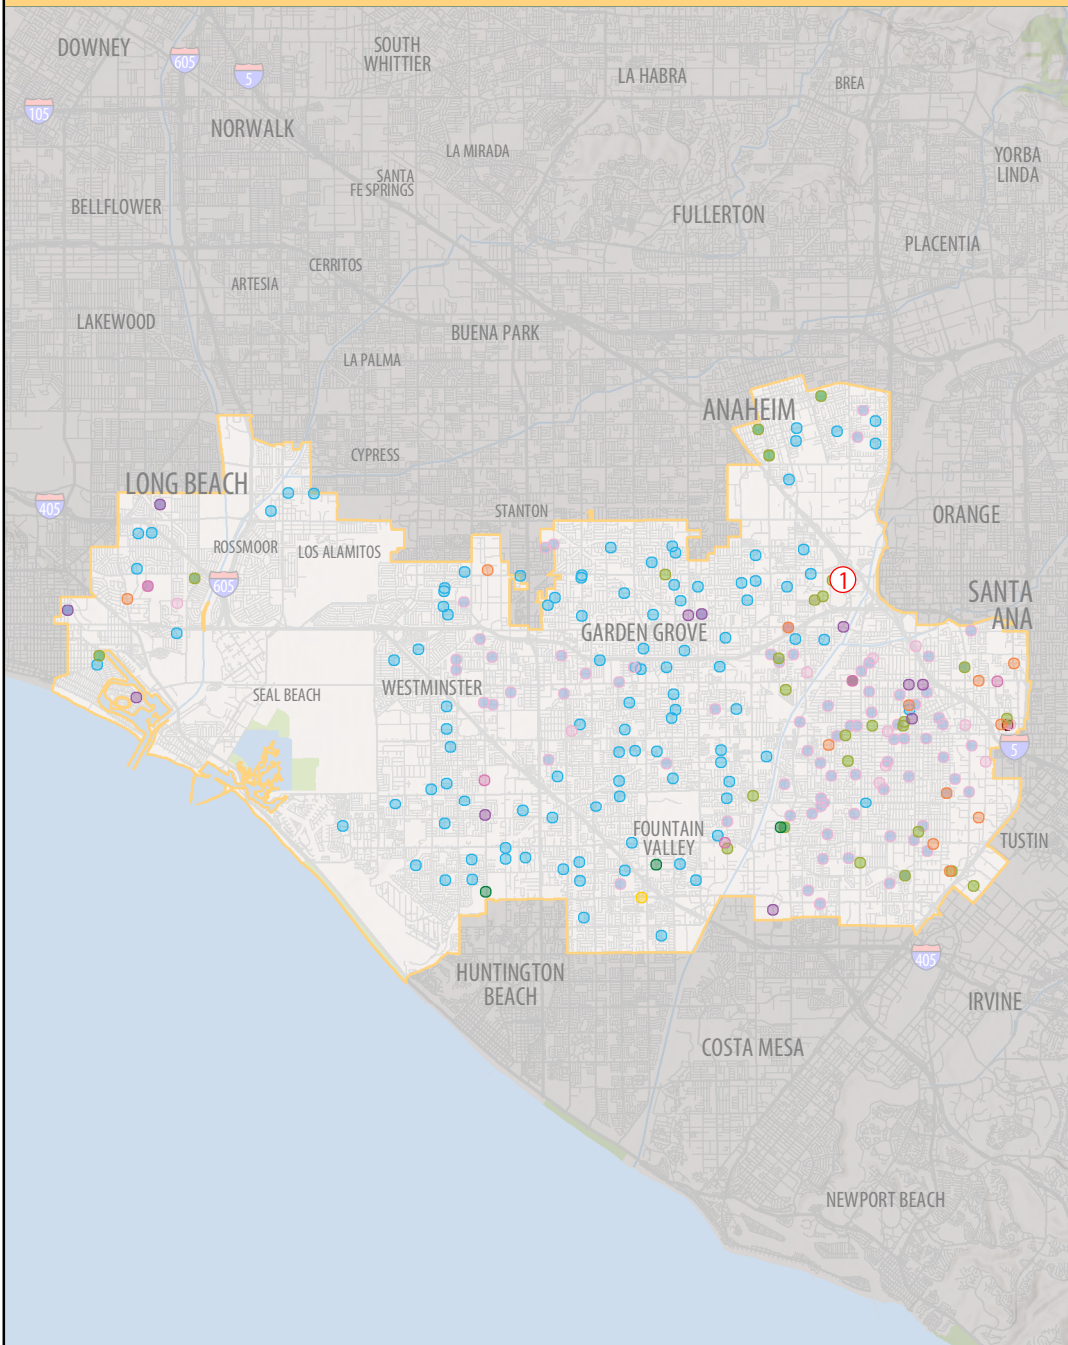 DOWNEY
SOUTH
WHITTIER
605
5
LA HABRA
BREA
105
NORWALK
LA MIRADA
YORBA
LINDA
SANTA
FE SPRINGS
BELLFLOWER
FULLERTON
PLACENTIA
CERRITOS
ARTESIA
LAKEWOOD
BUENA PARK
LA PALMA
ANAHEIM
CYPRESS
LONG BEACH
405
STANTON
ORANGE
ROSSMOOR
LOS ALAMITOS
605
1
SANTA
ANA
GARDEN GROVE
SEAL BEACH
WESTMINSTER
5
FOUNTAIN
VALLEY
TUSTIN
405
HUNTINGTON
BEACH
IRVINE
COSTA MESA
NEWPORT BEACH